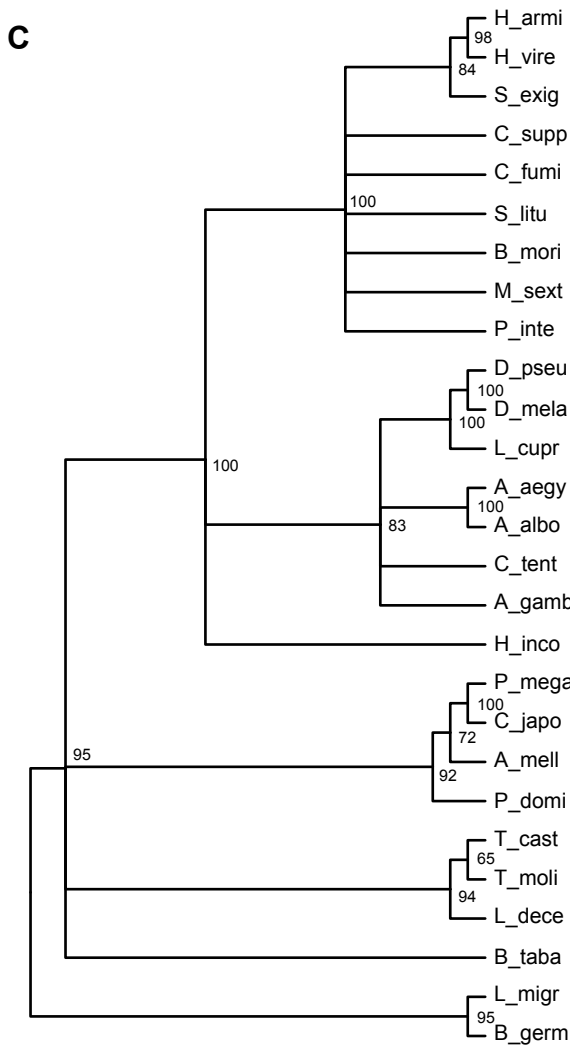 C
H_armi
98
H_vire
84
S_exig
C_supp
C_fumi
100
S_litu
B_mori
M_sext
P_inte
D_pseu
100
D_mela
100
L_cupr
100
A_aegy
100
83
A_albo
C_tent
A_gamb
H_inco
P_mega
100
C_japo
72
95
A_mell
92
P_domi
T_cast
65
T_moli
94
L_dece
B_taba
L_migr
95
B_germ